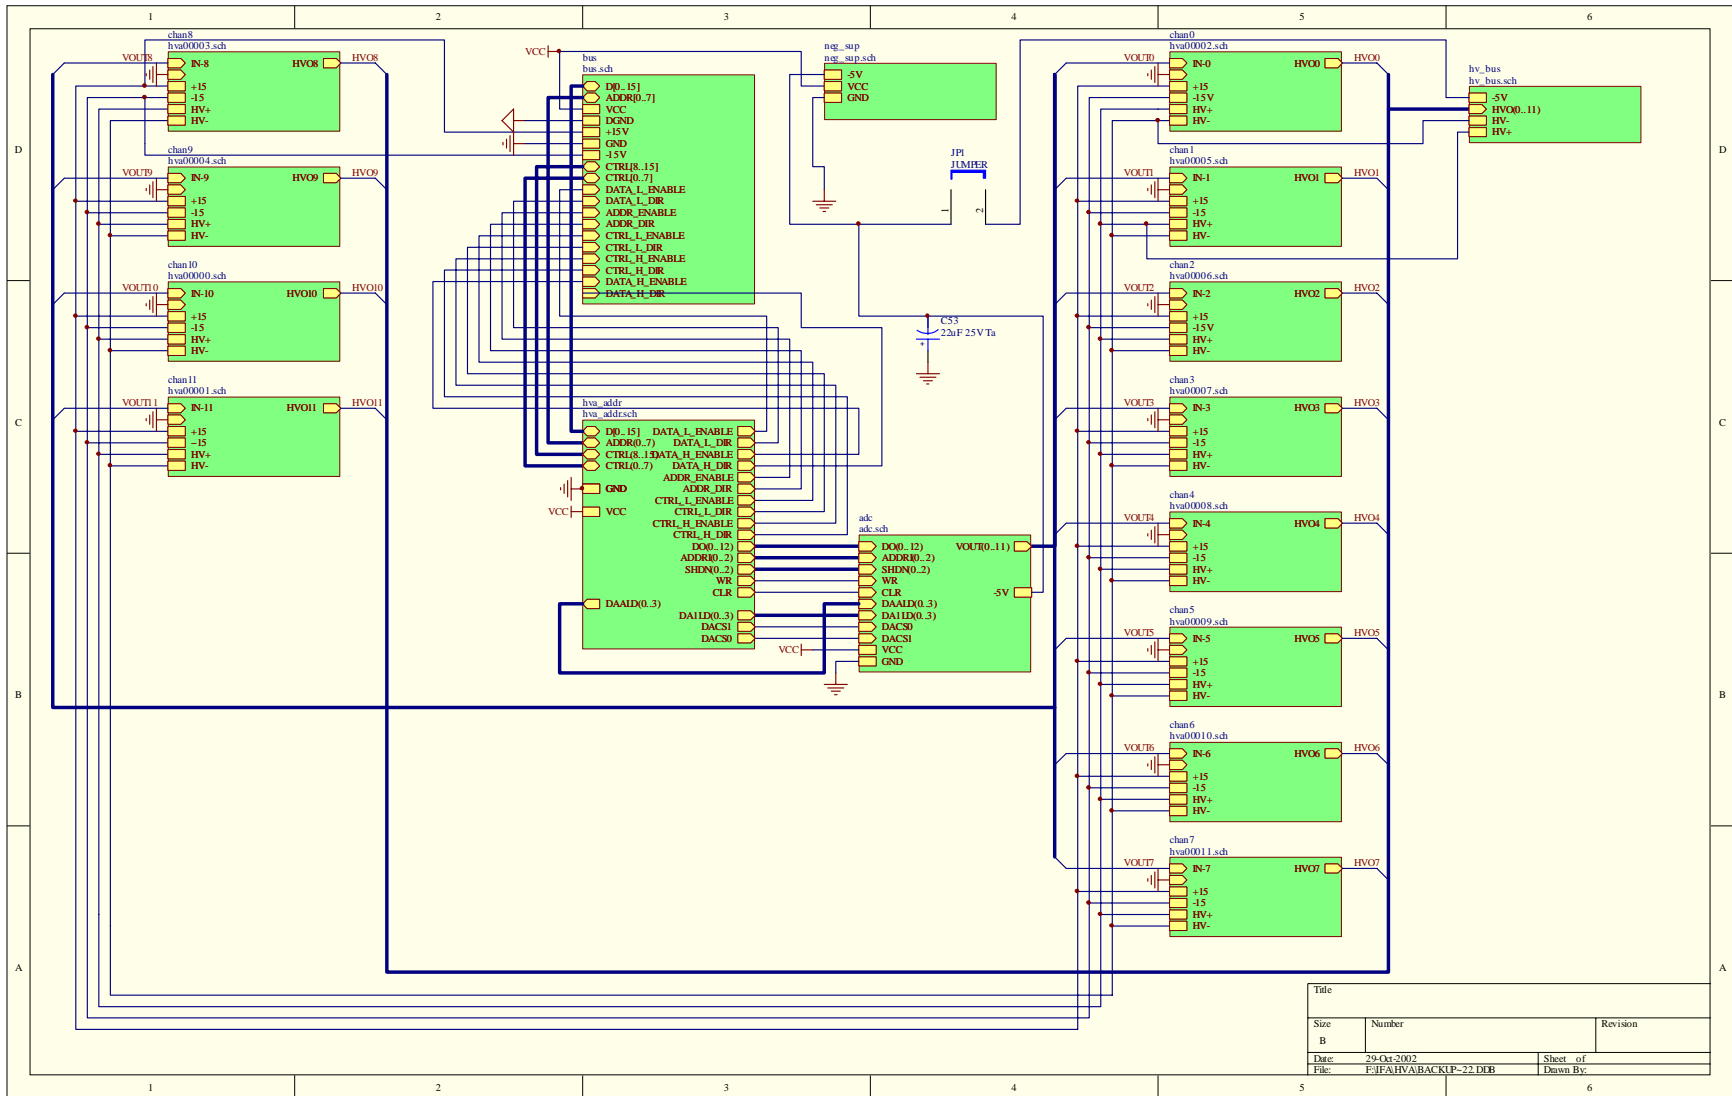 1 2 3 4 5 6
chan8
hva00003.sch
VOUT8 IN-8 HVO8 HVO8
+15
-15
HV+
HV-
chan9
hva00004.sch
VOUT9 IN-9 HVO9 HVO9
+15
-15
HV+
HV-
chan10
hva00000.sch
VOUT10 IN-10 HVO10 HVO10
+15
-15
HV+
HV-
chan11
hva00001.sch
VOUT11 IN-11 HVO11 HVO11
+15
-15
HV+
HV-
VCC
bus
bus.sch
D[0..15]
ADDR[0..7]
VCC
DGND
+15V
GND
-15V
CTRL[8..15]
CTRL[0..7]
DATA_L_ENABLE
DATA_L_DIR
ADDR_ENABLE
ADDR_DIR
CTRL_L_ENABLE
CTRL_L_DIR
CTRL_H_ENABLE
CTRL_H_DIR
DATA_H_ENABLE
DATA_H_DIR
neg_sup
neg_sup.sch
-5V
VCC
GND
JP1
JUMPER
1 2
C53
22uF 25V Ta
+
hva_addr
hva_addr.sch
D[0..15] DATA_L_ENABLE
ADDR(0..7) DATA_L_DIR
CTRL(8..15) DATA_H_ENABLE
CTRL(0..7) DATA_H_DIR
ADDR_ENABLE
GND ADDR_DIR
CTRL_L_ENABLE
VCC VCC CTRL_L_DIR
CTRL_H_ENABLE
CTRL_H_DIR
DO(0..12)
ADDRI(0..2)
SHDN(0..2)
WR
CLR
DAALD(0..3)
DA1LD(0..3)
DACS1
DACS0
adc
adc.sch
DO(0..12) VOUT(0..11)
ADDRI(0..2)
SHDN(0..2)
WR
CLR -5V
DAALD(0..3)
DA1LD(0..3)
DACS0
DACS1
VCC VCC
GND
chan0
hva00002.sch
VOUT0 IN-0 HVO0 HVO0
+15
-15V
HV+
HV-
chan1
hva00005.sch
VOUT1 IN-1 HVO1 HVO1
+15
-15
HV+
HV-
chan2
hva00006.sch
VOUT2 IN-2 HVO2 HVO2
+15
-15V
HV+
HV-
chan3
hva00007.sch
VOUT3 IN-3 HVO3 HVO3
+15
-15
HV+
HV-
chan4
hva00008.sch
VOUT4 IN-4 HVO4 HVO4
+15
-15
HV+
HV-
chan5
hva00009.sch
VOUT5 IN-5 HVO5 HVO5
+15
-15
HV+
HV-
chan6
hva00010.sch
VOUT6 IN-6 HVO6 HVO6
+15
-15
HV+
HV-
chan7
hva00011.sch
VOUT7 IN-7 HVO7 HVO7
+15
-15
HV+
HV-
hv_bus
hv_bus.sch
-5V
HVO(0..11)
HV-
HV+
D D
C C
B B
A A
Title
Size Number Revision
B
Date: 29-Oct-2002 Sheet of
File: F:\IFA\HVA\BACKUP~22.DDB Drawn By:
1 2 3 4 5 6